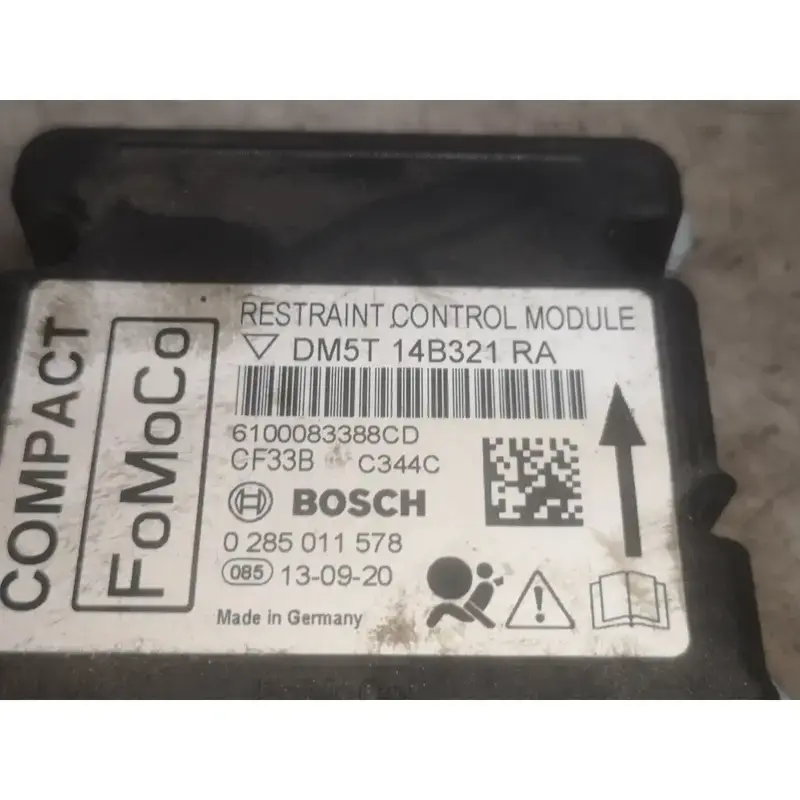 COMPACT
FoMoCo
RESTRAINT CONTROL MODULE
DM5T 14B321 RA
6100083388CD
CF33B C344C
BOSCH
0 285 011 578
085 13-09-20
Made in Germany